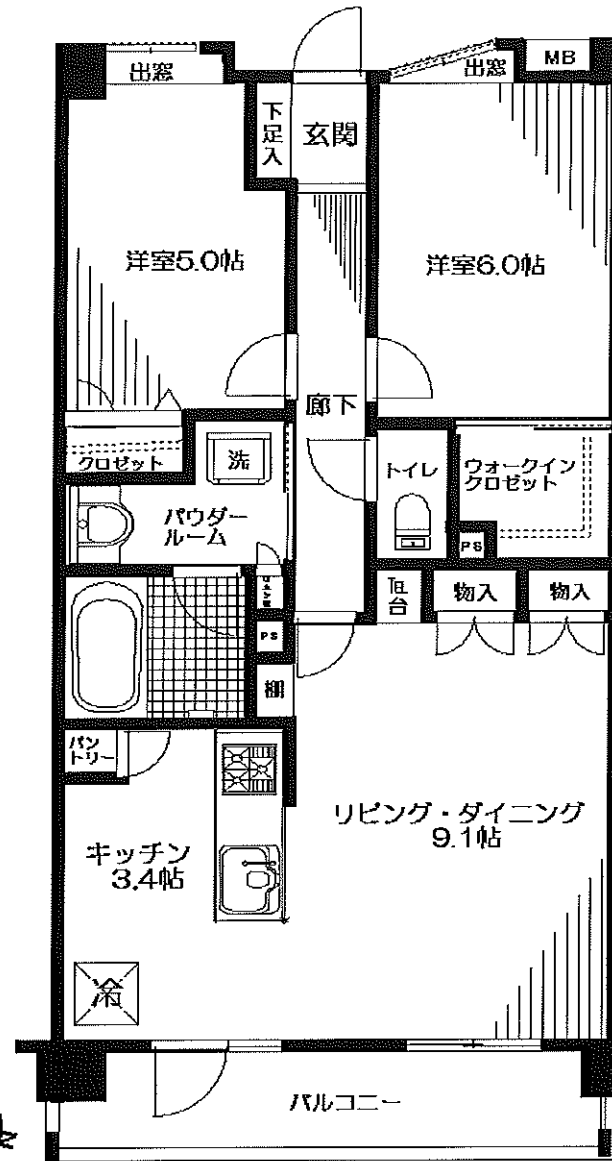 出窓
出窓
MB
下足入
玄関
洋室5.0帖
洋室6.0帖
廊下
クロゼット
洗
トイレ
ウォークイン
クロゼット
パウダー
ルーム
PS
物入
物入
PS
棚
パン
トリー
リビング・ダイニング
9.1帖
キッチン
3.4帖
冷
バルコニー